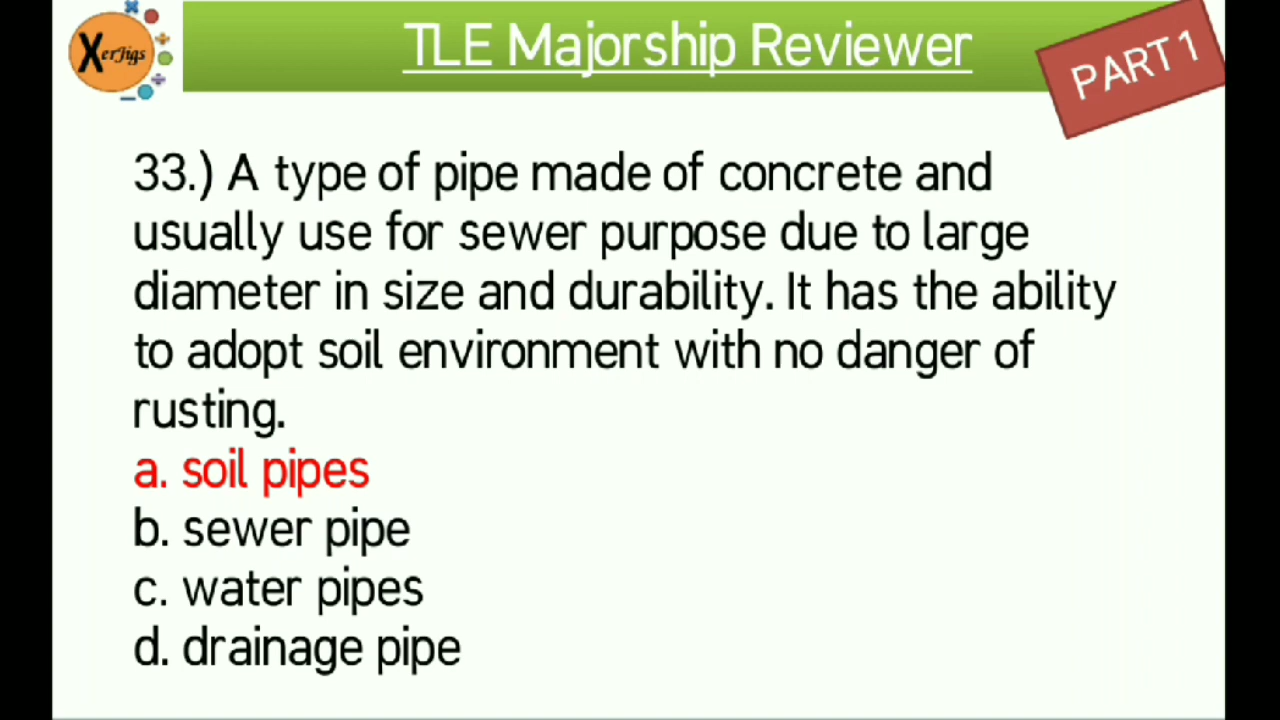 XerJigs
TLE Majorship Reviewer
PART 1
33.) A type of pipe made of concrete and
usually use for sewer purpose due to large
diameter in size and durability. It has the ability
to adopt soil environment with no danger of
rusting.
a. soil pipes
b. sewer pipe
c. water pipes
d. drainage pipe